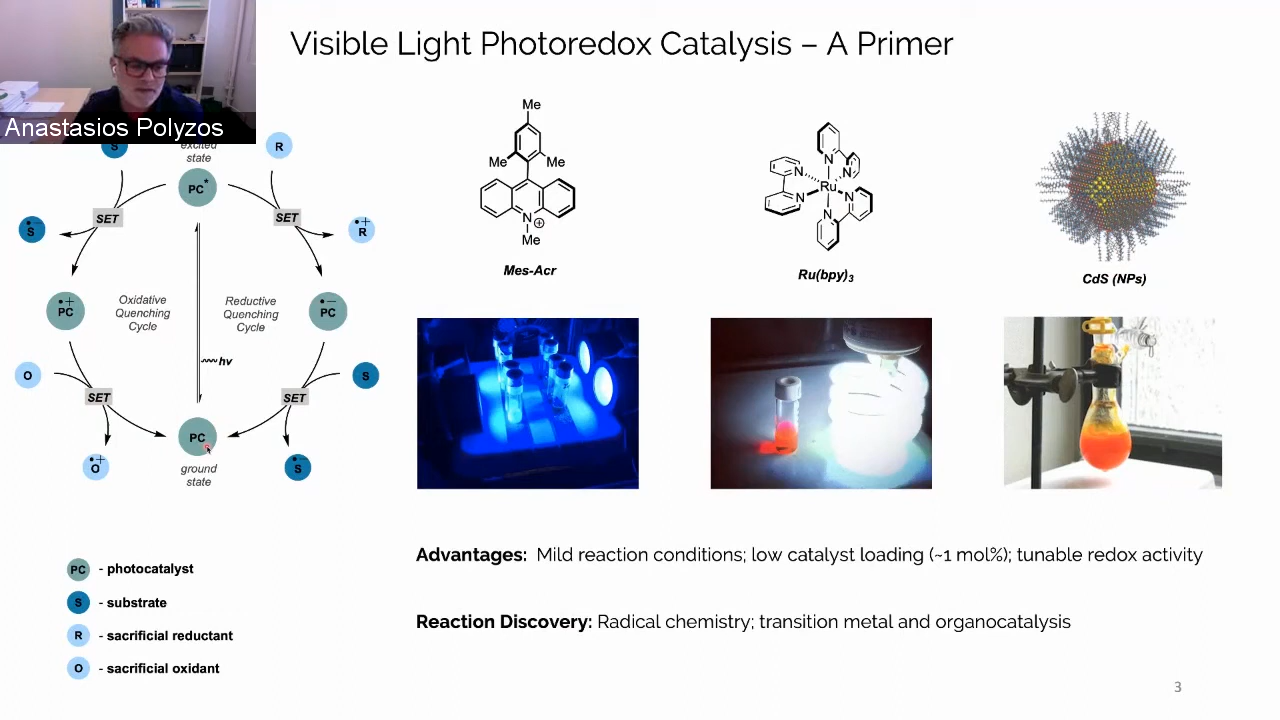 Visible Light Photoredox Catalysis – A Primer
Anastasios Polyzos
S
excited
state
R
PC*
SET
SET
•–
S
•+
R
•+
PC
Oxidative
Quenching
Cycle
Reductive
Quenching
Cycle
•–
PC
hv
O
S
SET
SET
PC
•+
O
ground
state
•–
S
Me
Me
Me
N
⊕
Me
Mes-Acr
N
N
N
Ru
N
N
N
Ru(bpy)3
CdS (NPs)
Advantages: Mild reaction conditions; low catalyst loading (~1 mol%); tunable redox activity
Reaction Discovery: Radical chemistry; transition metal and organocatalysis
PC - photocatalyst
S - substrate
R - sacrificial reductant
O - sacrificial oxidant
3